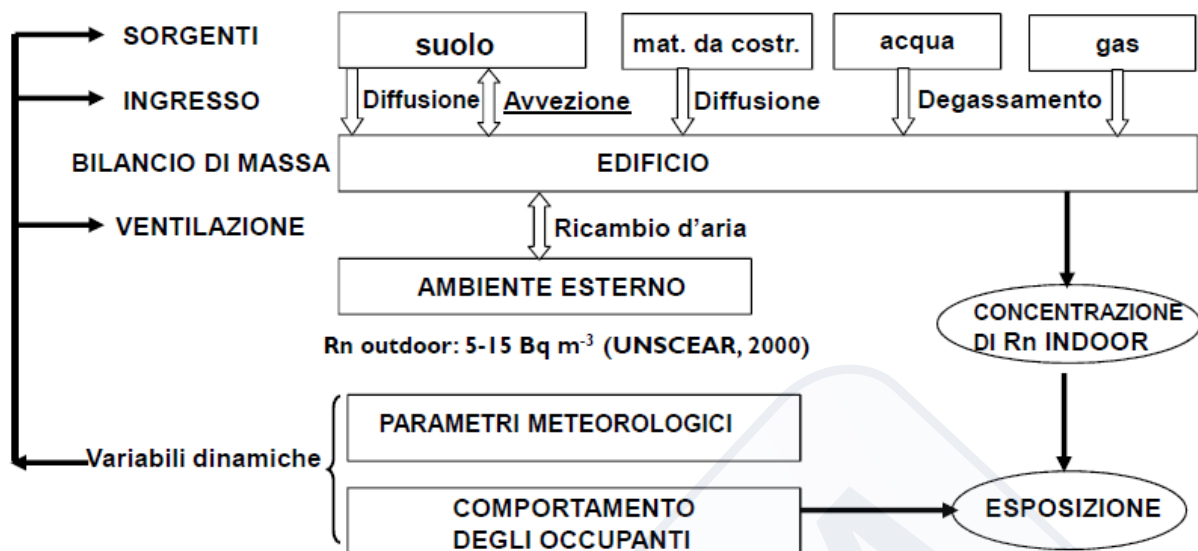 SORGENTI
suolo
mat. da costr.
acqua
gas
INGRESSO
Diffusione
Avvezione
Diffusione
Degassamento
BILANCIO DI MASSA
EDIFICIO
VENTILAZIONE
Ricambio d’aria
AMBIENTE ESTERNO
CONCENTRAZIONE
DI Rn INDOOR
Rn outdoor: 5-15 Bq m⁻³ (UNSCEAR, 2000)
PARAMETRI METEOROLOGICI
Variabili dinamiche
COMPORTAMENTO
DEGLI OCCUPANTI
ESPOSIZIONE